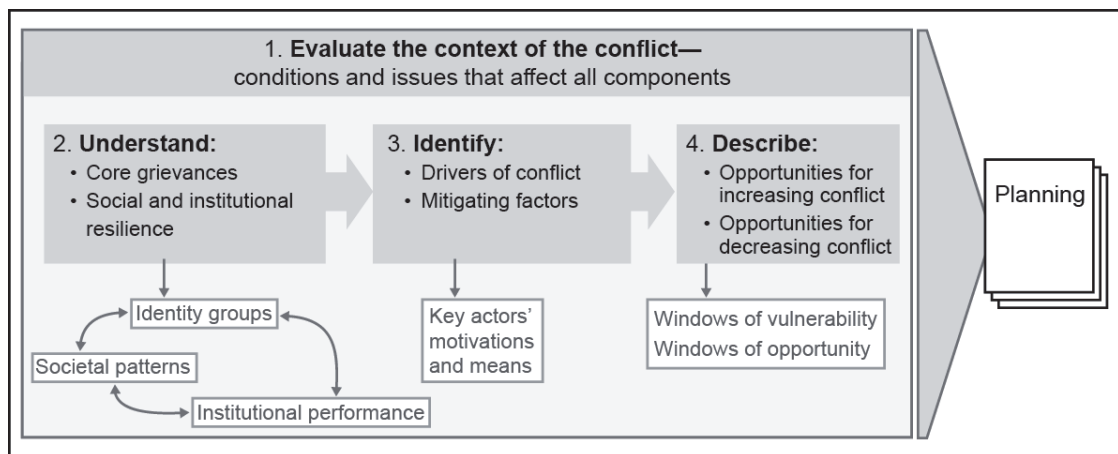 1. Evaluate the context of the conflict—
conditions and issues that affect all components
2. Understand:
• Core grievances
• Social and institutional
resilience
3. Identify:
• Drivers of conflict
• Mitigating factors
4. Describe:
• Opportunities for
increasing conflict
• Opportunities for
decreasing conflict
Identity groups
Societal patterns
Institutional performance
Key actors’
motivations
and means
Windows of vulnerability
Windows of opportunity
Planning